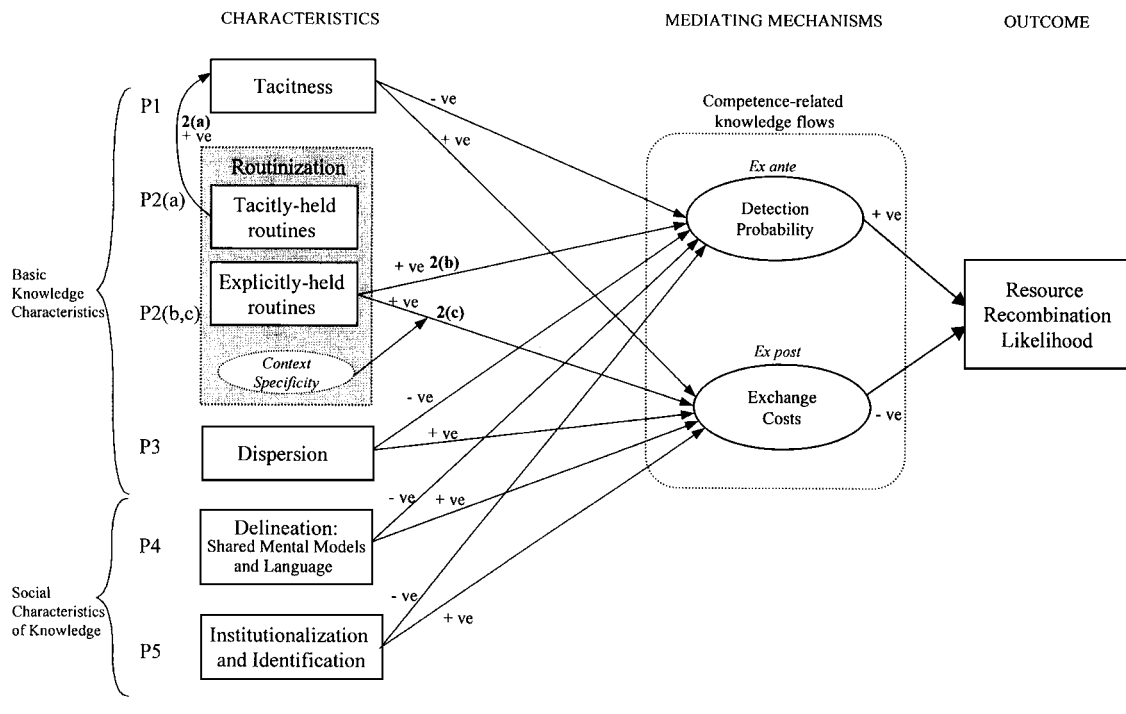 CHARACTERISTICS
MEDIATING MECHANISMS
OUTCOME
P1
Tacitness
2(a)
+ ve
- ve
+ ve
Competence-related
knowledge flows
Routinization
P2(a)
Tacitly-held
routines
Ex ante
Detection
Probability
+ ve
Basic
Knowledge
Characteristics
P2(b,c)
Explicitly-held
routines
+ ve 2(b)
+ ve
2(c)
Context
Specificity
Resource
Recombination
Likelihood
Ex post
Exchange
Costs
- ve
P3
Dispersion
- ve
+ ve
Social
Characteristics
of Knowledge
P4
Delineation:
Shared Mental Models
and Language
- ve
+ ve
P5
Institutionalization
and Identification
- ve
+ ve